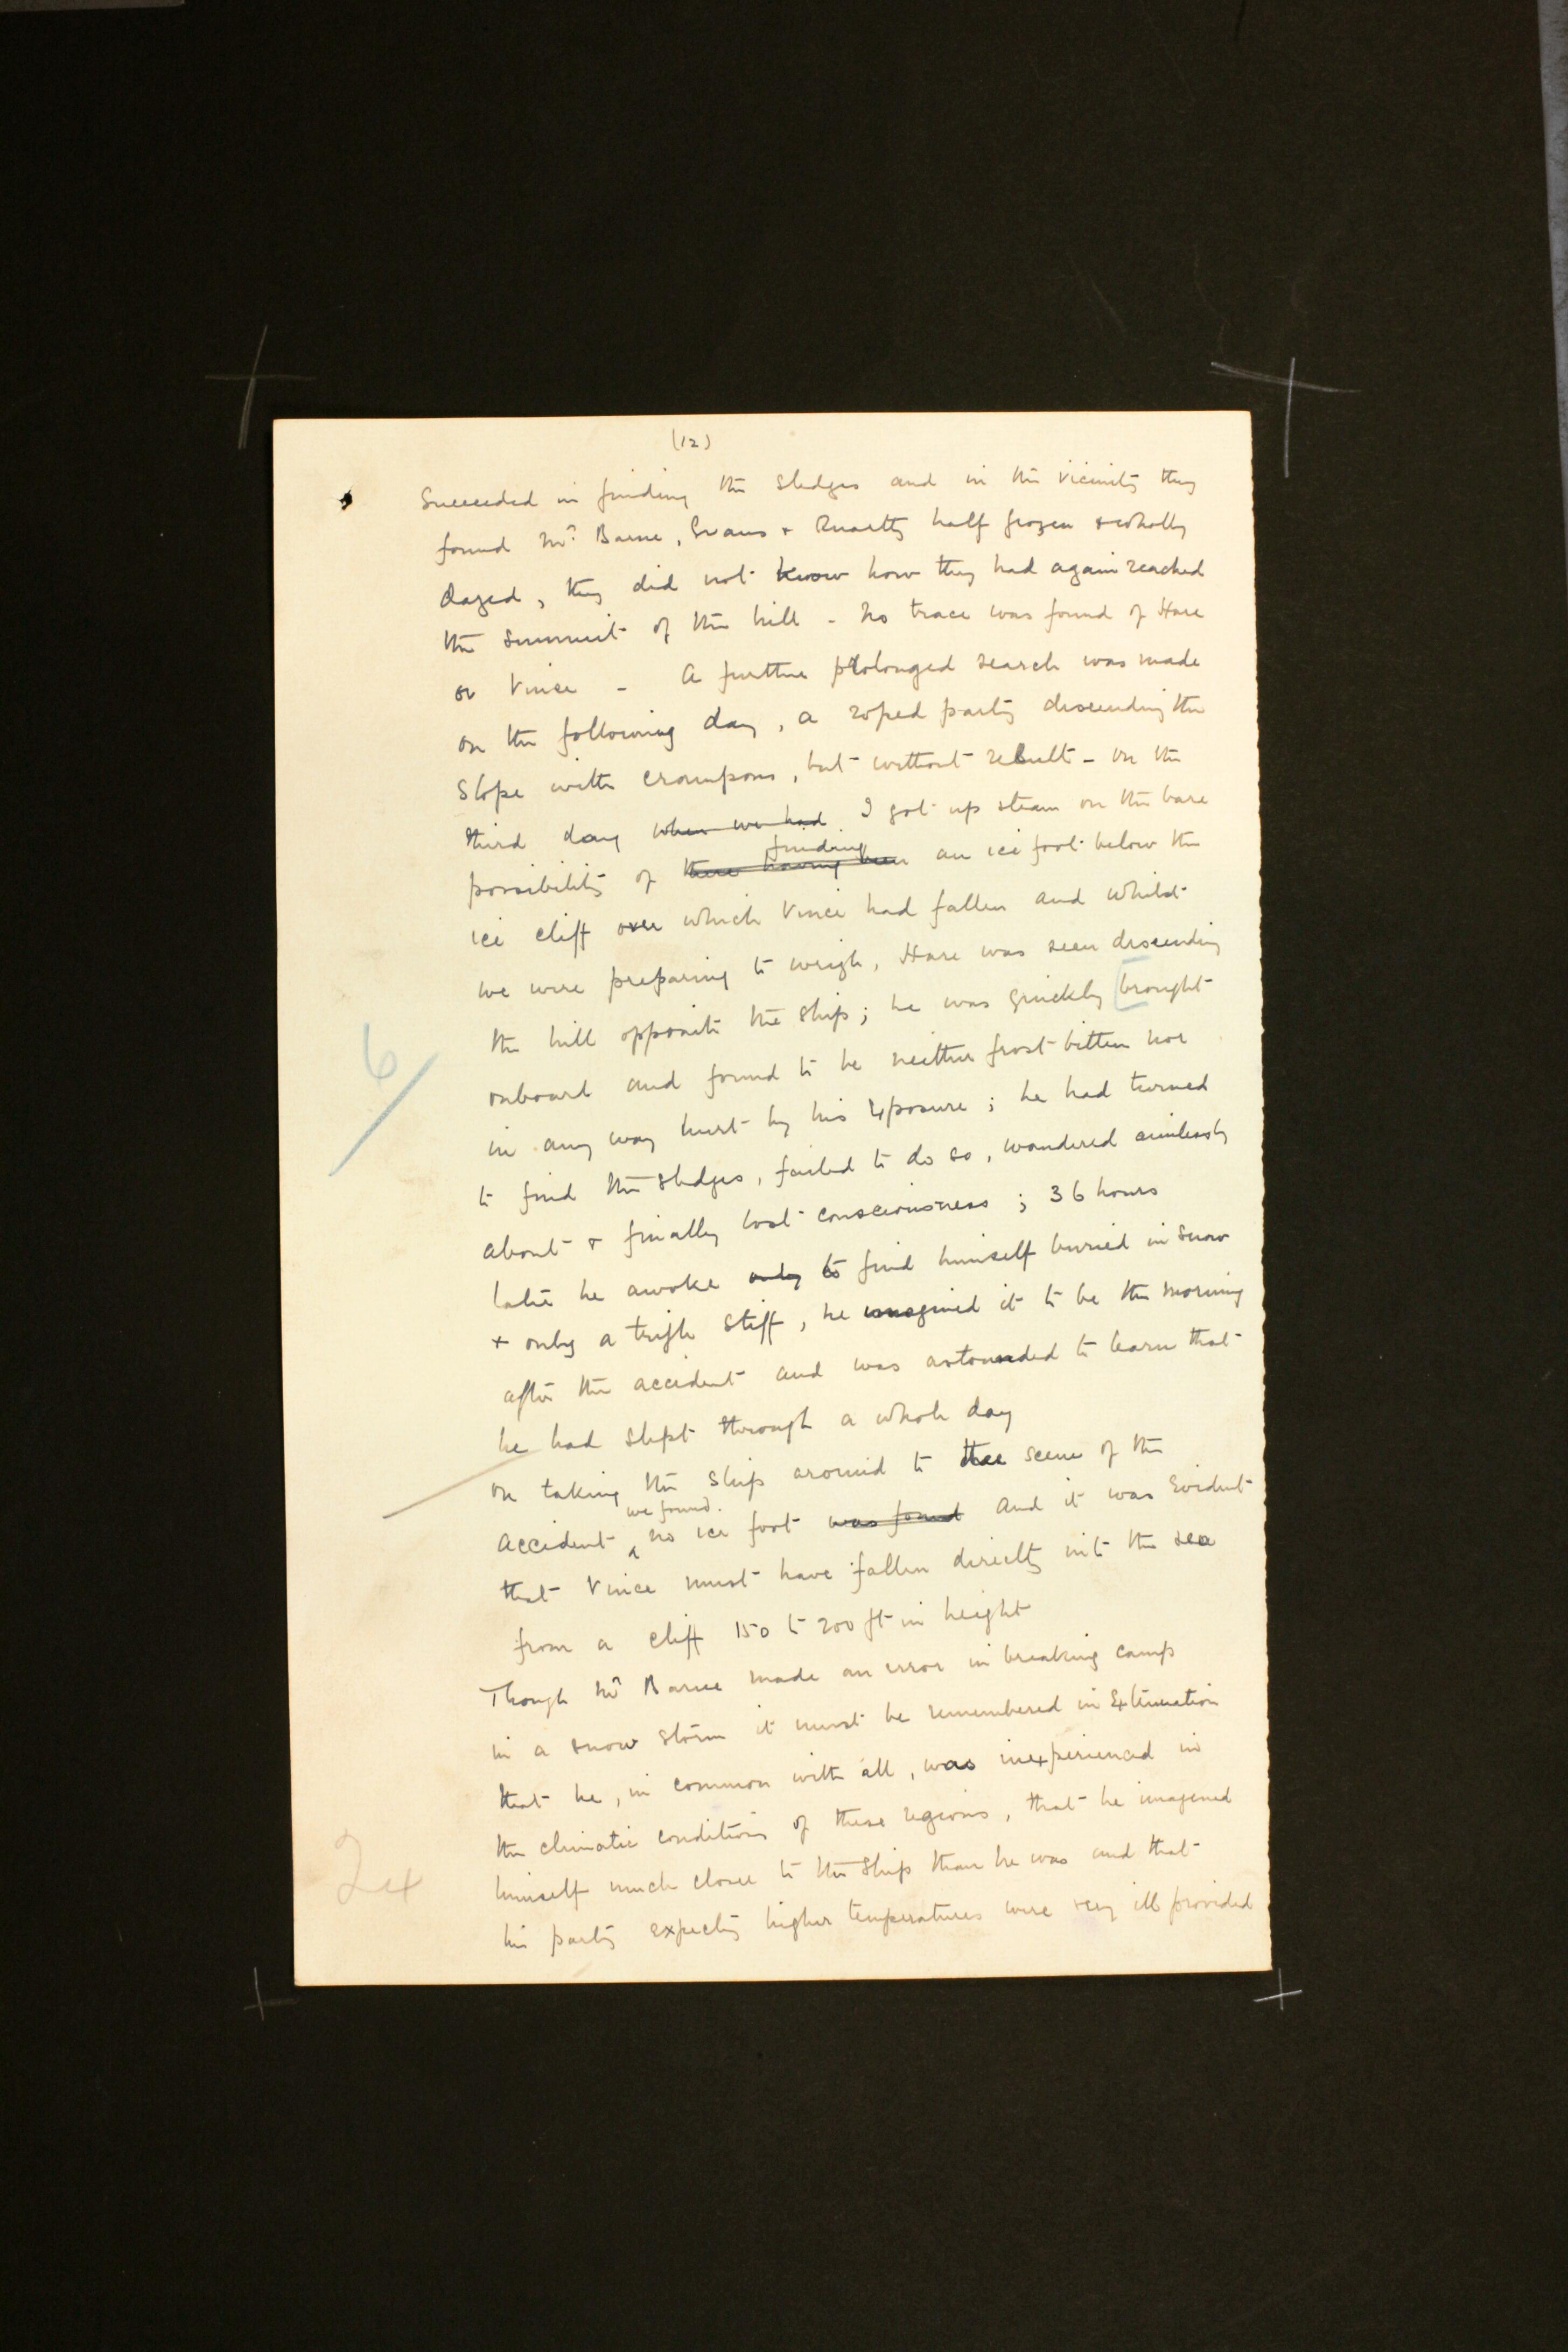 (12)
Succeeded in finding the sledges and in the vicinity they
found Mr. Barne, Evans + Quartly half frozen & wholly
dazed, they did not know how they had again reached
the summit of the hill - No trace was found of Hare
or Vince - A further prolonged search was made
on the following day, a roped party descending the
slope with crampons, but without result - On the
third day when we had I got up steam on the bare
finding
possibility of there having been an ice foot below the
ice cliff over which Vince had fallen and whilst
we were preparing to weigh, Hare was seen descending
the hill opposite the ship; he was quickly [brought
6/
onboard and found to be neither frost bitten nor
in any way hurt by his exposure; he had turned
to find the sledges, failed to do so, wandered aimlessly
about + finally lost consciousness; 36 hours
later he awoke only to find himself buried in snow
+ only a trifle stiff, he imagined it to be the morning
after the accident and was astounded to learn that
he had slept through a whole day
On taking the ship around to the scene of the
we found.
accident ^ no ice foot was found and it was evident
that Vince must have fallen directly into the sea
from a cliff 150 to 200 ft in height
Though Mr Barne made an error in breaking camp
in a snow storm it must be remembered in extenuation
that he, in common with all, was inexperienced in
the climatic conditions of these regions, that he imagined
himself much closer to the ship than he was and that
his party expecting higher temperatures were very ill provided